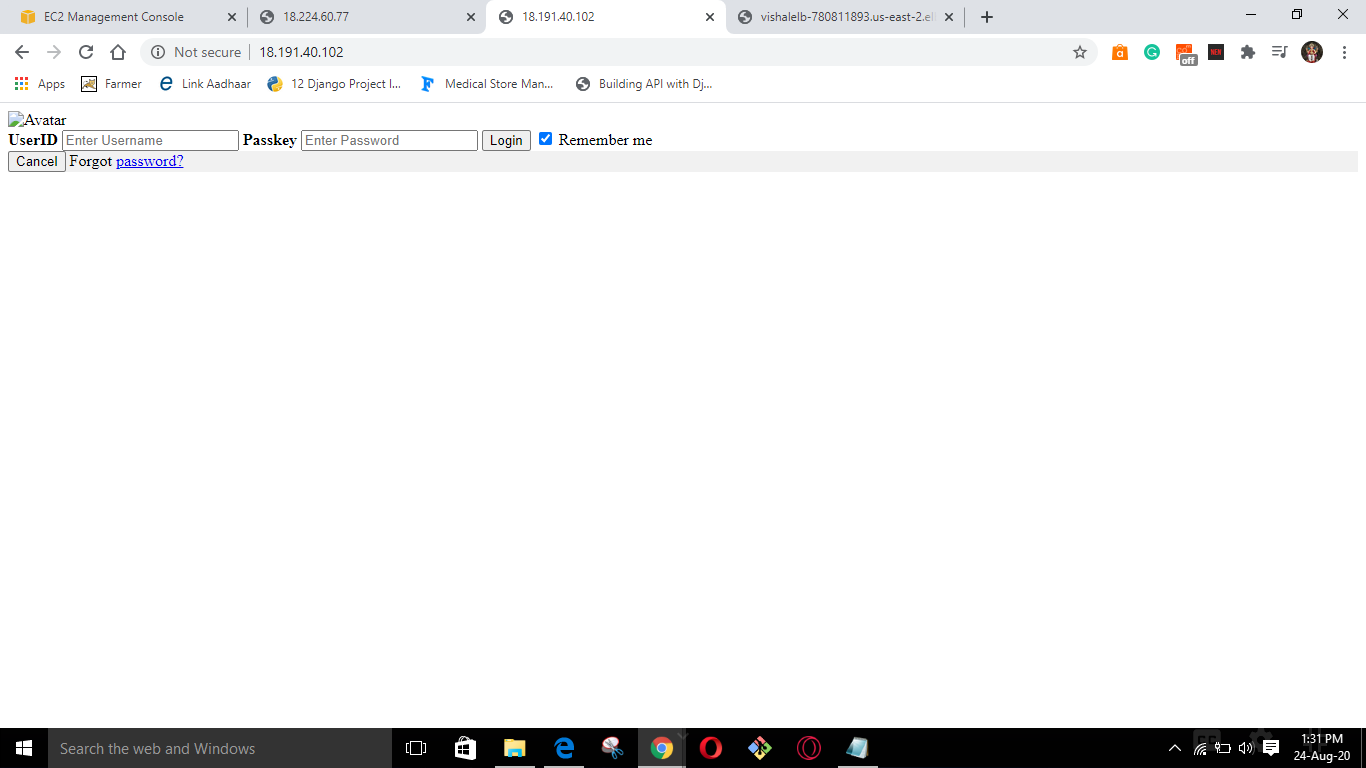 EC2 Management Console
18.224.60.77
18.191.40.102
vishalelb-780811893.us-east-2.el
Not secure
18.191.40.102
off
NEW
Apps
Farmer
Link Aadhaar
12 Django Project I...
Medical Store Man...
Building API with Dj...
Avatar
UserID Enter Username Passkey Enter Password Login Remember me
Cancel Forgot password?
Search the web and Windows
1:31 PM
24-Aug-20